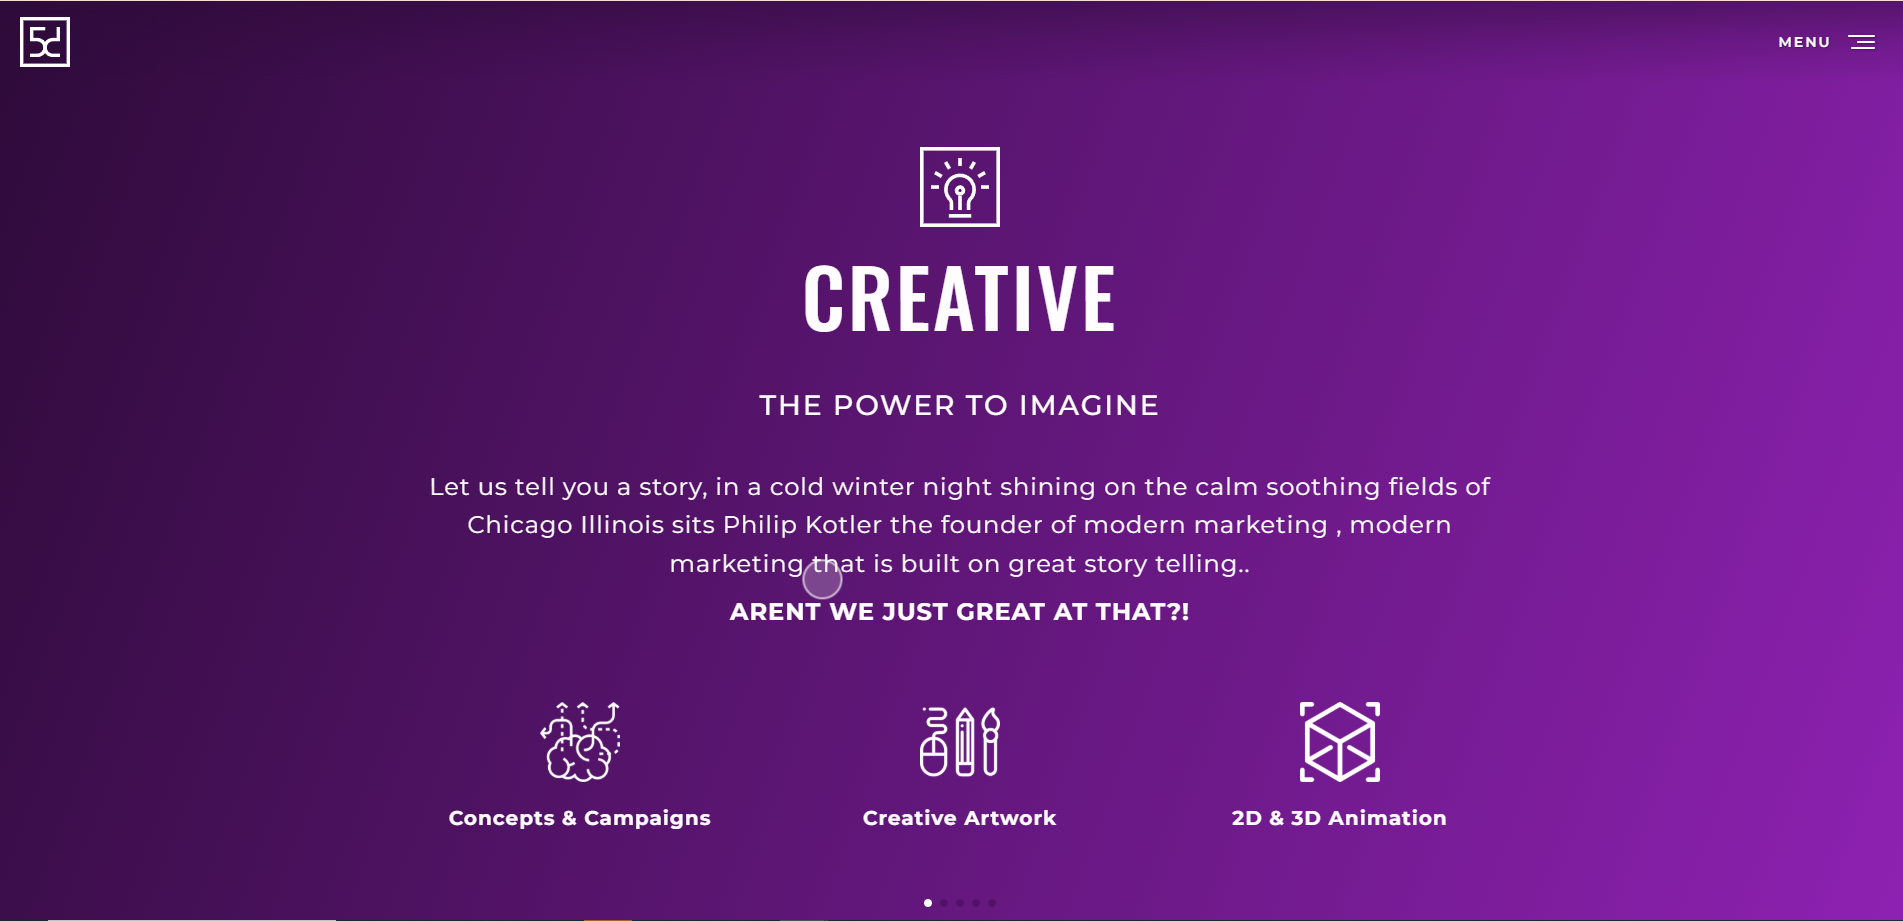 5d
MENU
CREATIVE
THE POWER TO IMAGINE
Let us tell you a story, in a cold winter night shining on the calm soothing fields of
Chicago Illinois sits Philip Kotler the founder of modern marketing , modern
marketing that is built on great story telling..
ARENT WE JUST GREAT AT THAT?!
Concepts & Campaigns
Creative Artwork
2D & 3D Animation